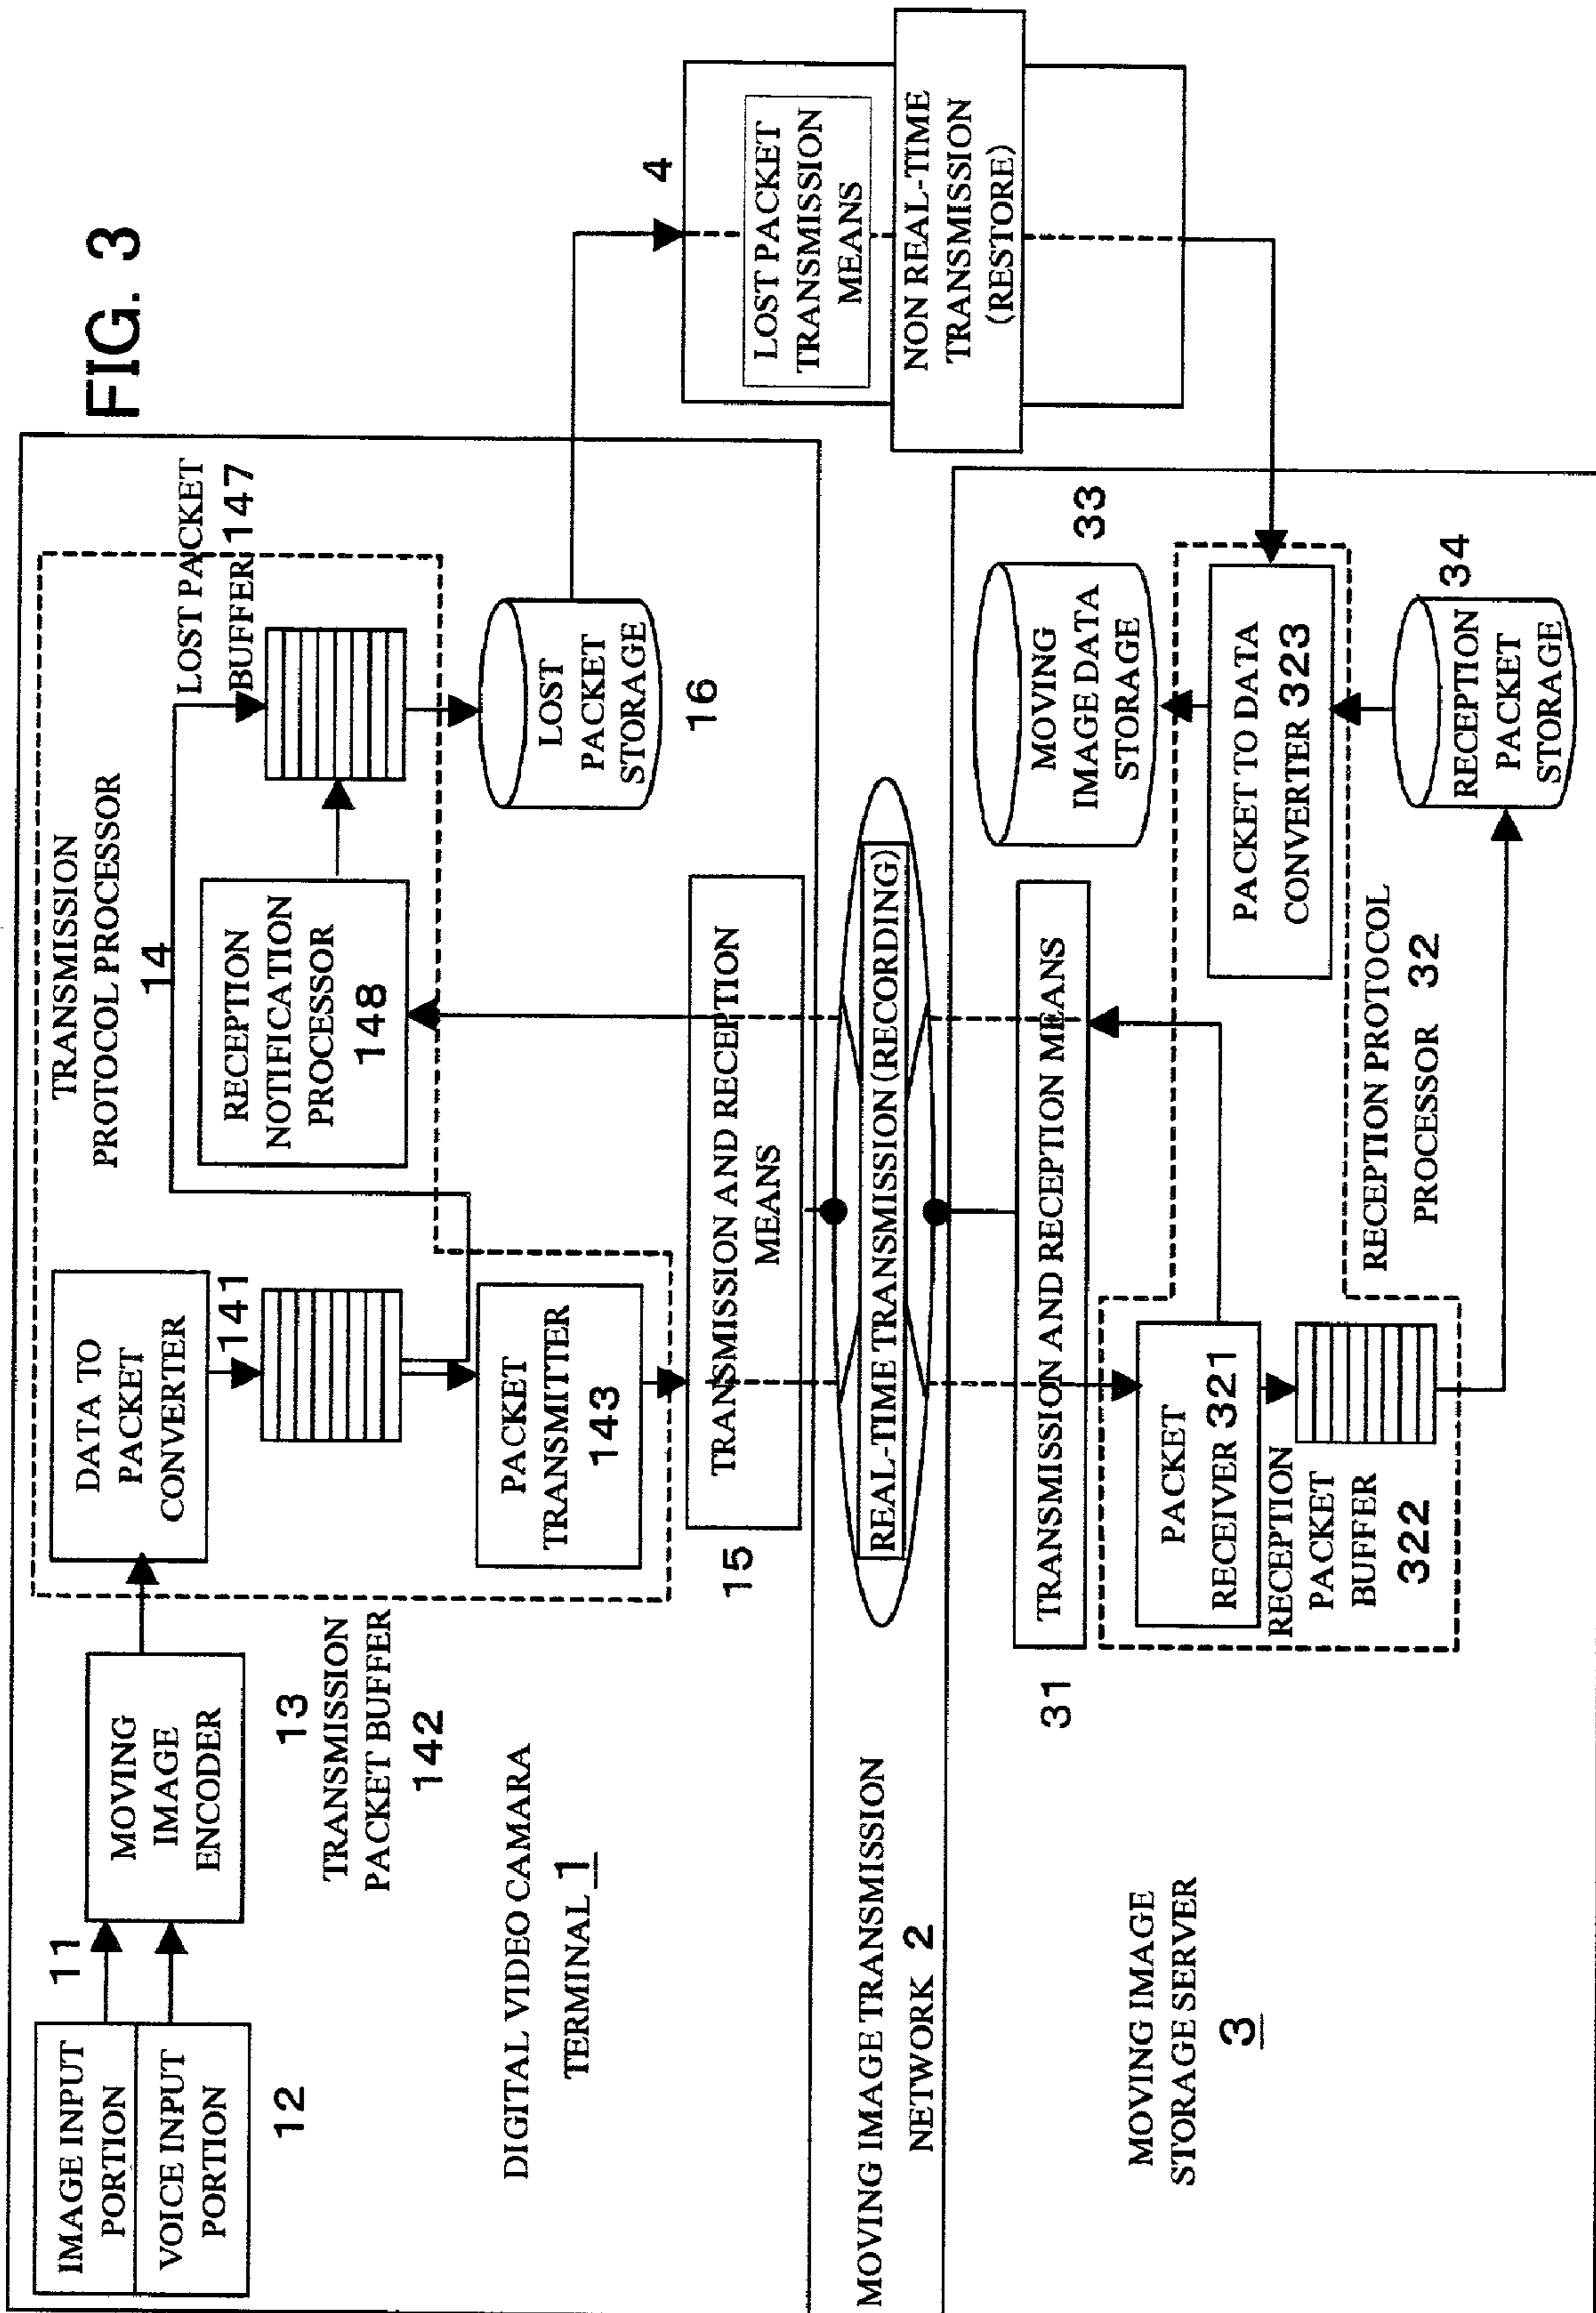 FIG. 3
IMAGE INPUT
PORTION
11
VOICE INPUT
PORTION
12
MOVING
IMAGE
ENCODER
13
TRANSMISSION
PACKET BUFFER
142
DATA TO
PACKET
CONVERTER
141
PACKET
TRANSMITTER
143
TRANSMISSION
PROTOCOL PROCESSOR
14
RECEPTION
NOTIFICATION
PROCESSOR
148
LOST PACKET
BUFFER 147
LOST
PACKET
STORAGE
16
DIGITAL VIDEO CAMARA
TERMINAL 1
15
TRANSMISSION AND RECEPTION
MEANS
4
LOST PACKET
TRANSMISSION
MEANS
NON REAL-TIME
TRANSMISSION
(RESTORE)
MOVING IMAGE TRANSMISSION
NETWORK 2
REAL-TIME TRANSMISSION (RECORDING)
31
TRANSMISSION AND RECEPTION MEANS
MOVING
IMAGE DATA
STORAGE
33
MOVING IMAGE
STORAGE SERVER
3
PACKET
RECEIVER 321
RECEPTION
PACKET
BUFFER
322
PACKET TO DATA
CONVERTER 323
RECEPTION PROTOCOL
PROCESSOR 32
RECEPTION
PACKET
STORAGE
34